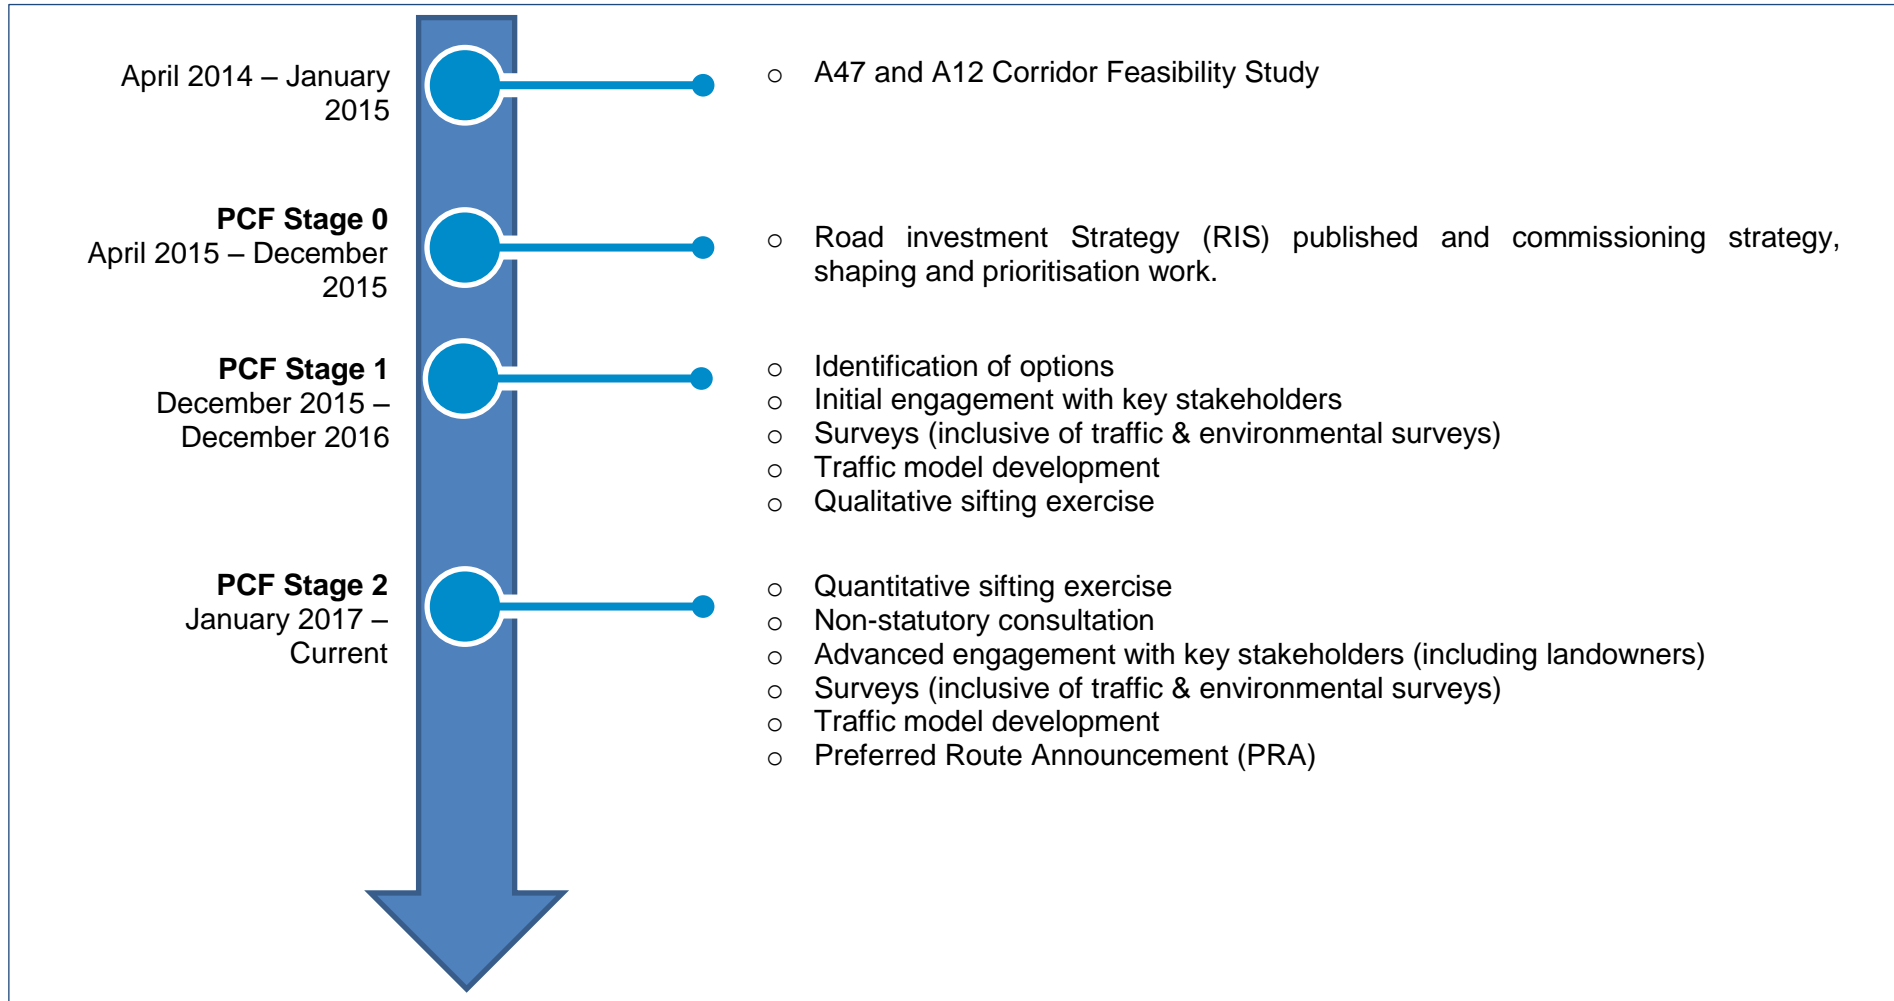 April 2014 – January
2015
○ A47 and A12 Corridor Feasibility Study
PCF Stage 0
April 2015 – December
2015
○ Road investment Strategy (RIS) published and commissioning strategy,
shaping and prioritisation work.
PCF Stage 1
December 2015 –
December 2016
○ Identification of options
○ Initial engagement with key stakeholders
○ Surveys (inclusive of traffic & environmental surveys)
○ Traffic model development
○ Qualitative sifting exercise
PCF Stage 2
January 2017 –
Current
○ Quantitative sifting exercise
○ Non-statutory consultation
○ Advanced engagement with key stakeholders (including landowners)
○ Surveys (inclusive of traffic & environmental surveys)
○ Traffic model development
○ Preferred Route Announcement (PRA)